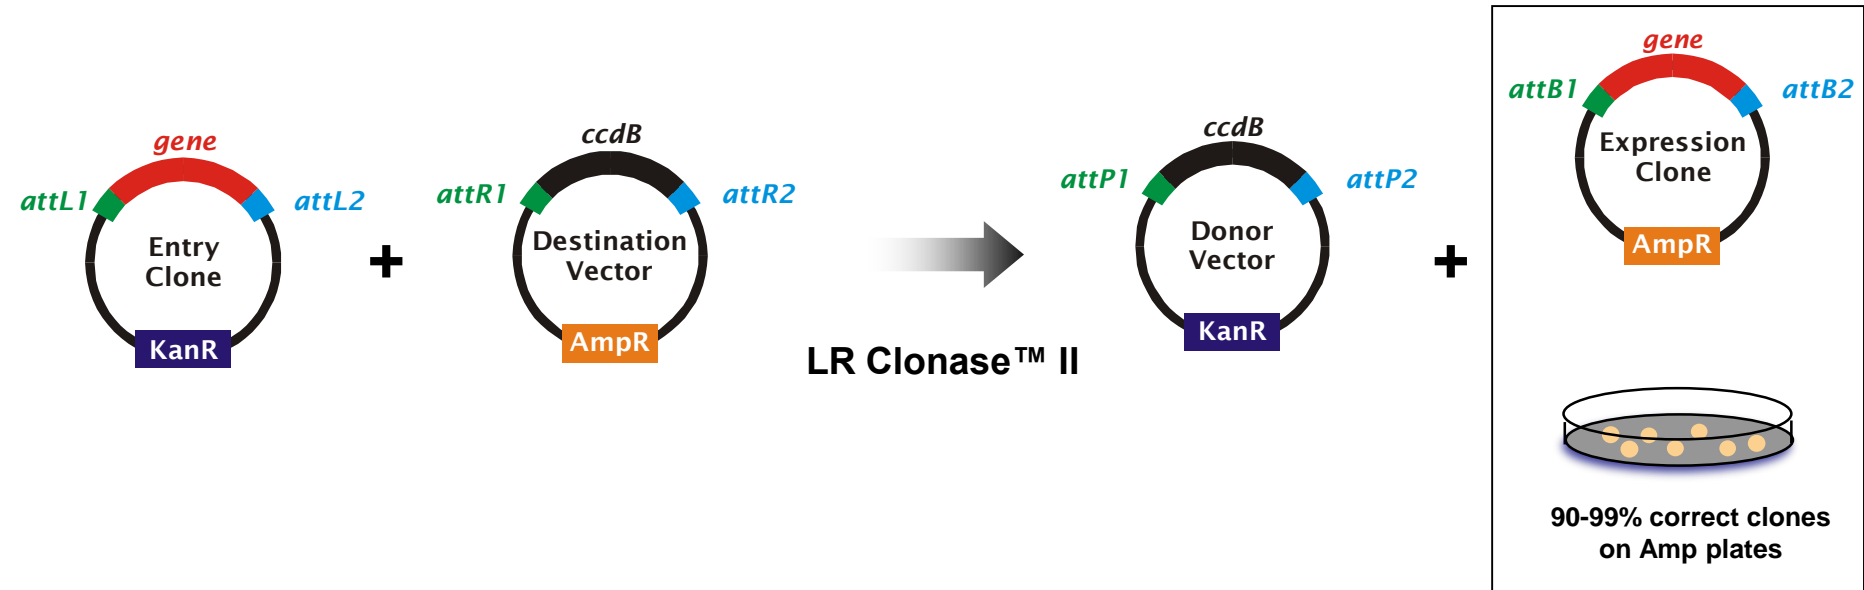 gene
attL1
attL2
Entry
Clone
KanR
+
ccdB
attR1
attR2
Destination
Vector
AmpR
LR Clonase™ II
ccdB
attP1
attP2
Donor
Vector
KanR
+
gene
attB1
attB2
Expression
Clone
AmpR
90-99% correct clones
on Amp plates